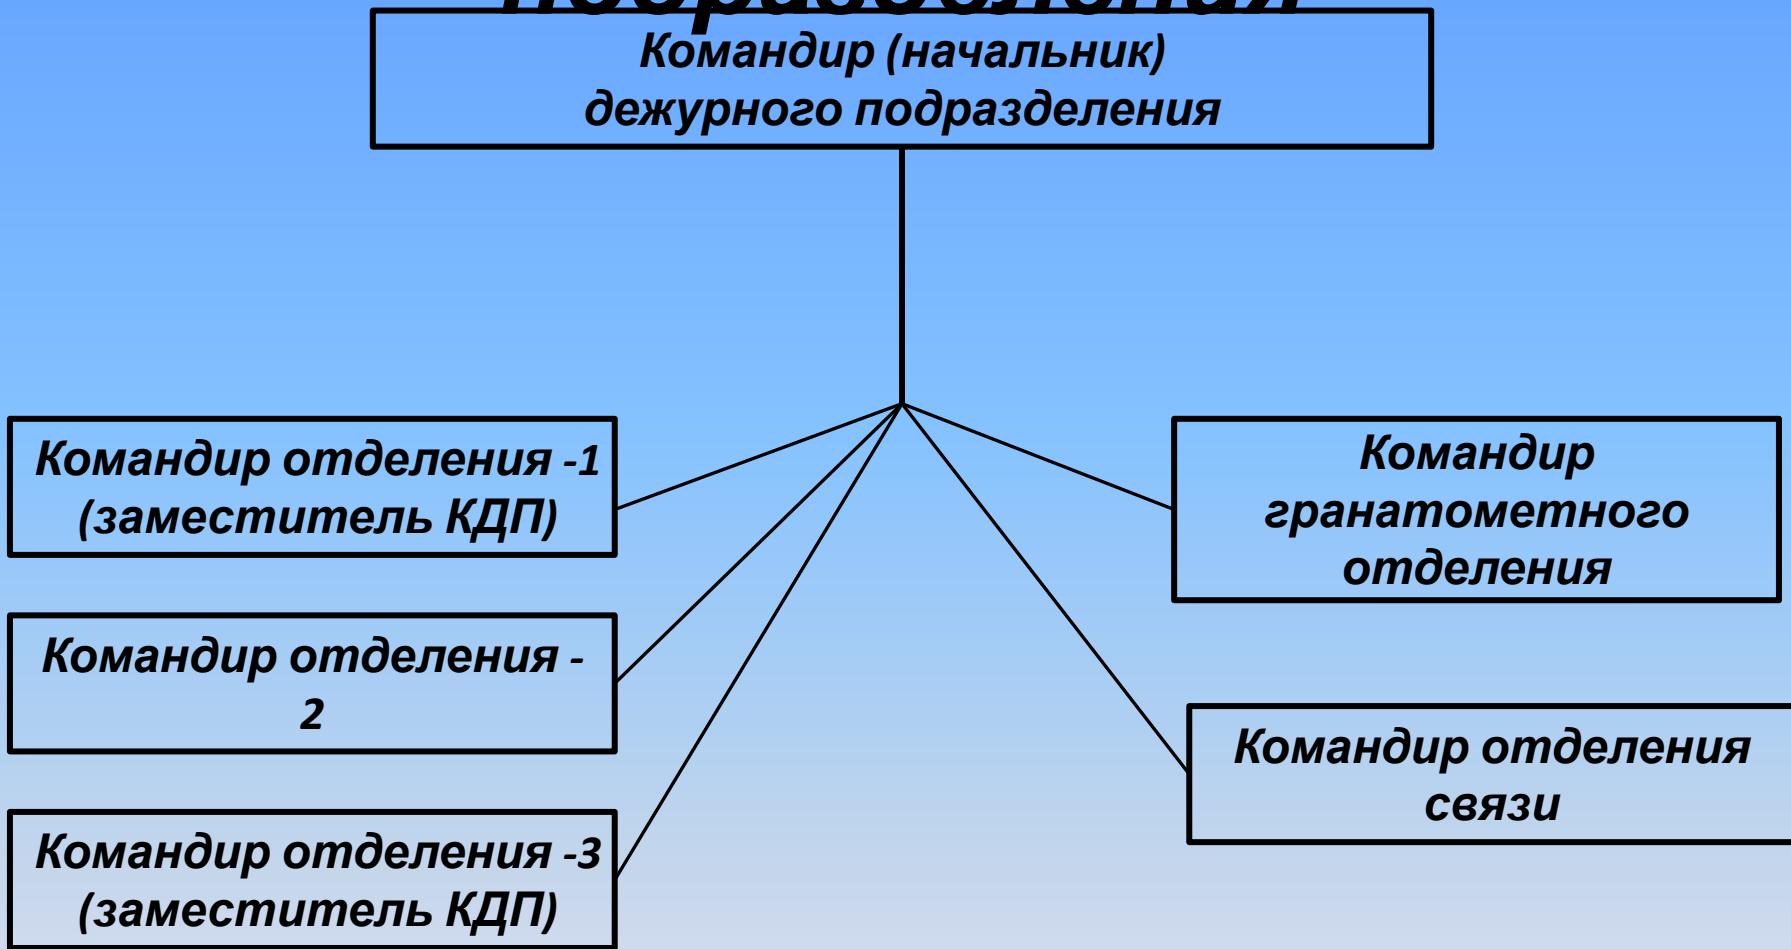 подразделения
Командир (начальник)
дежурного подразделения
Командир отделения -1
(заместитель КДП)
Командир отделения -
2
Командир отделения -3
(заместитель КДП)
Командир
гранатометного
отделения
Командир отделения
связи